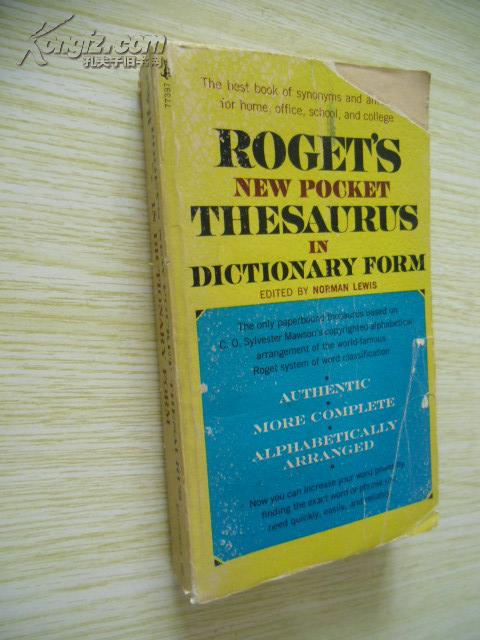 Kongfz.com
孔夫子旧书网
77397
The best book of synonyms and
for home, office, school, and college
ROGET'S
NEW POCKET
THESAURUS
IN
DICTIONARY FORM
EDITED BY NORMAN LEWIS
The only paperbound thesaurus based on
C. O. Sylvester Mawson's copyrighted alphabetical
arrangement of the world-famous
Roget system of word classification
AUTHENTIC
•
MORE COMPLETE
•
ALPHABETICALLY
ARRANGED
•
Now you can increase your word power by
finding the exact word or phrase you
need quickly, easily, and reliably